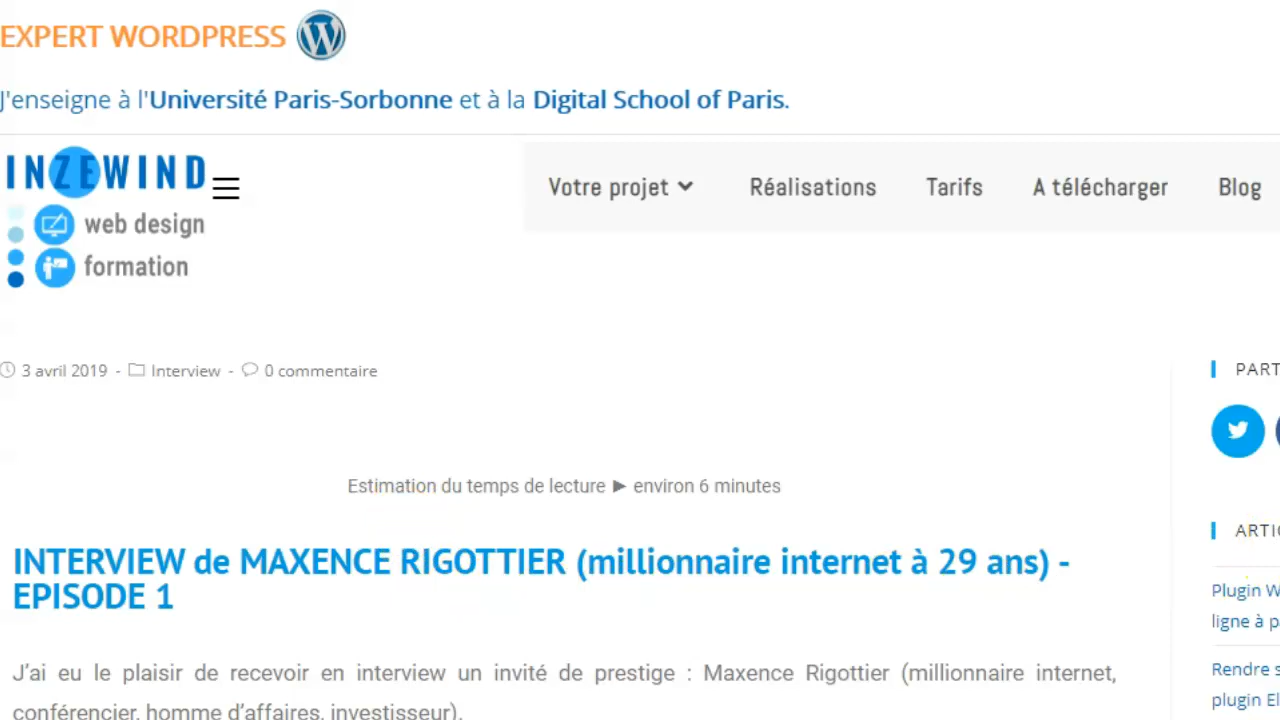 EXPERT WORDPRESS
J'enseigne à l'Université Paris-Sorbonne et à la Digital School of Paris.
INZEWIND
web design
formation
Votre projet Réalisations Tarifs A télécharger Blog
3 avril 2019 - Interview - 0 commentaire
PART
Estimation du temps de lecture ► environ 6 minutes
ARTI
INTERVIEW de MAXENCE RIGOTTIER (millionnaire internet à 29 ans) -
EPISODE 1
Plugin W
ligne à p
J’ai eu le plaisir de recevoir en interview un invité de prestige : Maxence Rigottier (millionnaire internet,
conférencier, homme d’affaires, investisseur).
Rendre s
plugin El